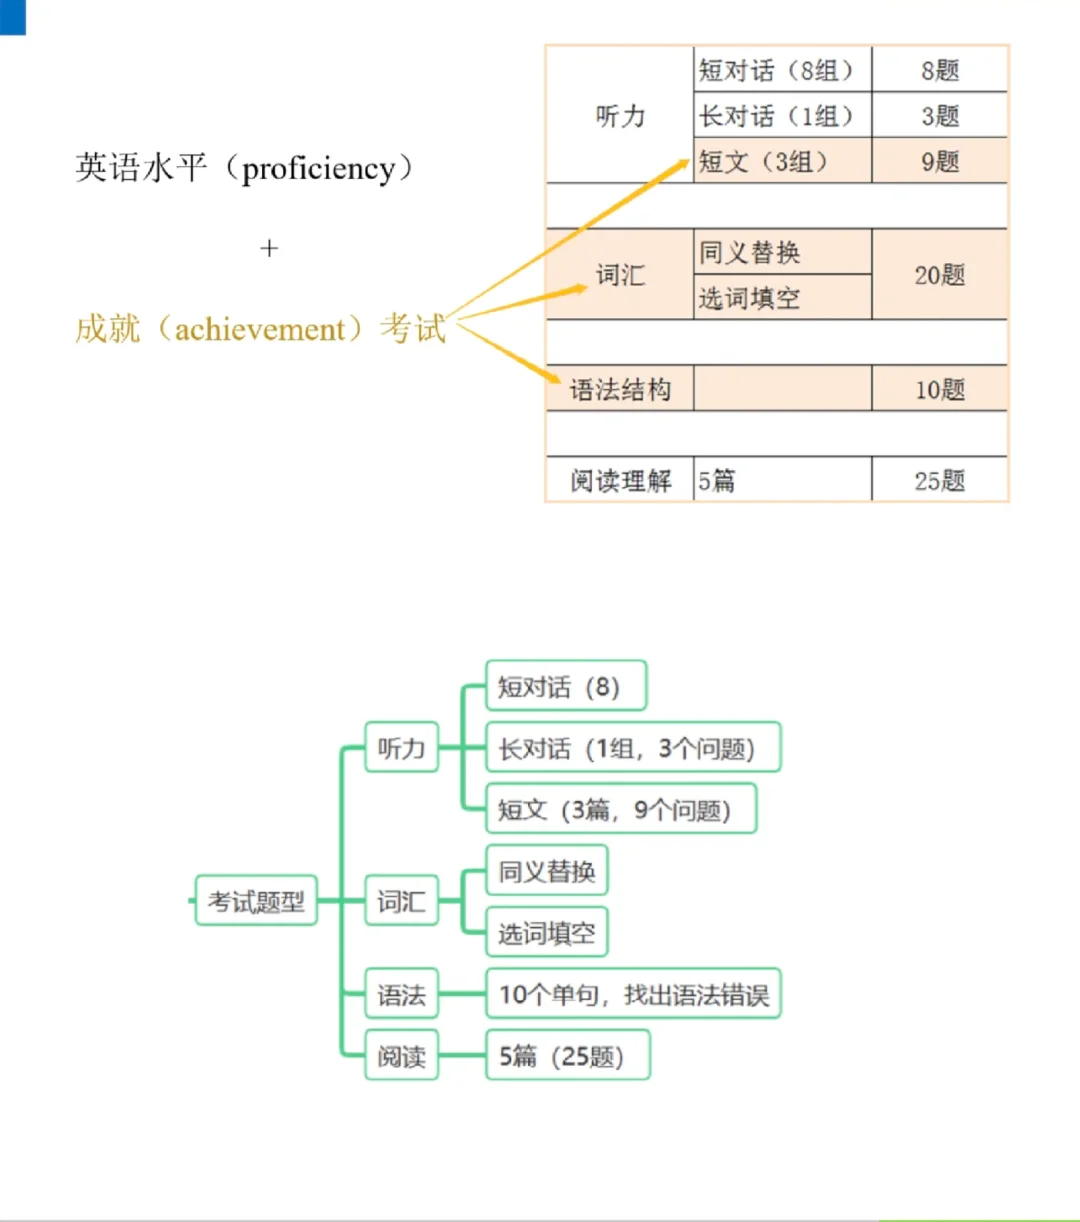 英语水平（proficiency）
+
成就（achievement）考试
听力
短对话（8组） 8题
长对话（1组） 3题
短文（3组） 9题
词汇
同义替换
选词填空
20题
语法结构 10题
阅读理解 5篇 25题
考试题型
听力
短对话（8）
长对话（1组，3个问题）
短文（3篇，9个问题）
词汇
同义替换
选词填空
语法
10个单句，找出语法错误
阅读
5篇（25题）